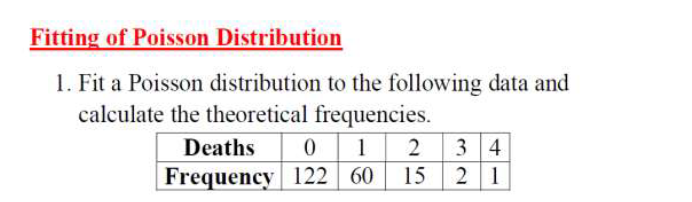 Fitting of Poisson Distribution
1. Fit a Poisson distribution to the following data and
calculate the theoretical frequencies.
Deaths 0 1 2 3 4
Frequency 122 60 15 2 1